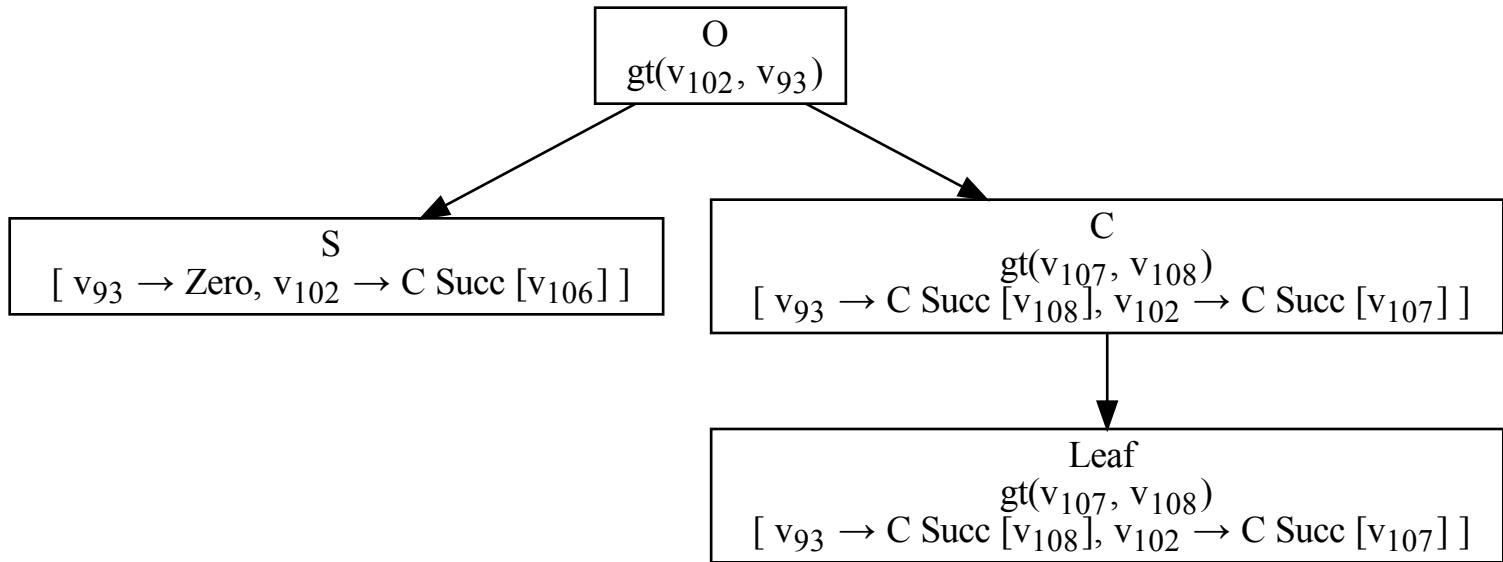 O
gt(v₁₀₂, v₉₃)
S
[ v₉₃ → Zero, v₁₀₂ → C Succ [v₁₀₆] ]
C
gt(v₁₀₇, v₁₀₈)
[ v₉₃ → C Succ [v₁₀₈], v₁₀₂ → C Succ [v₁₀₇] ]
Leaf
gt(v₁₀₇, v₁₀₈)
[ v₉₃ → C Succ [v₁₀₈], v₁₀₂ → C Succ [v₁₀₇] ]